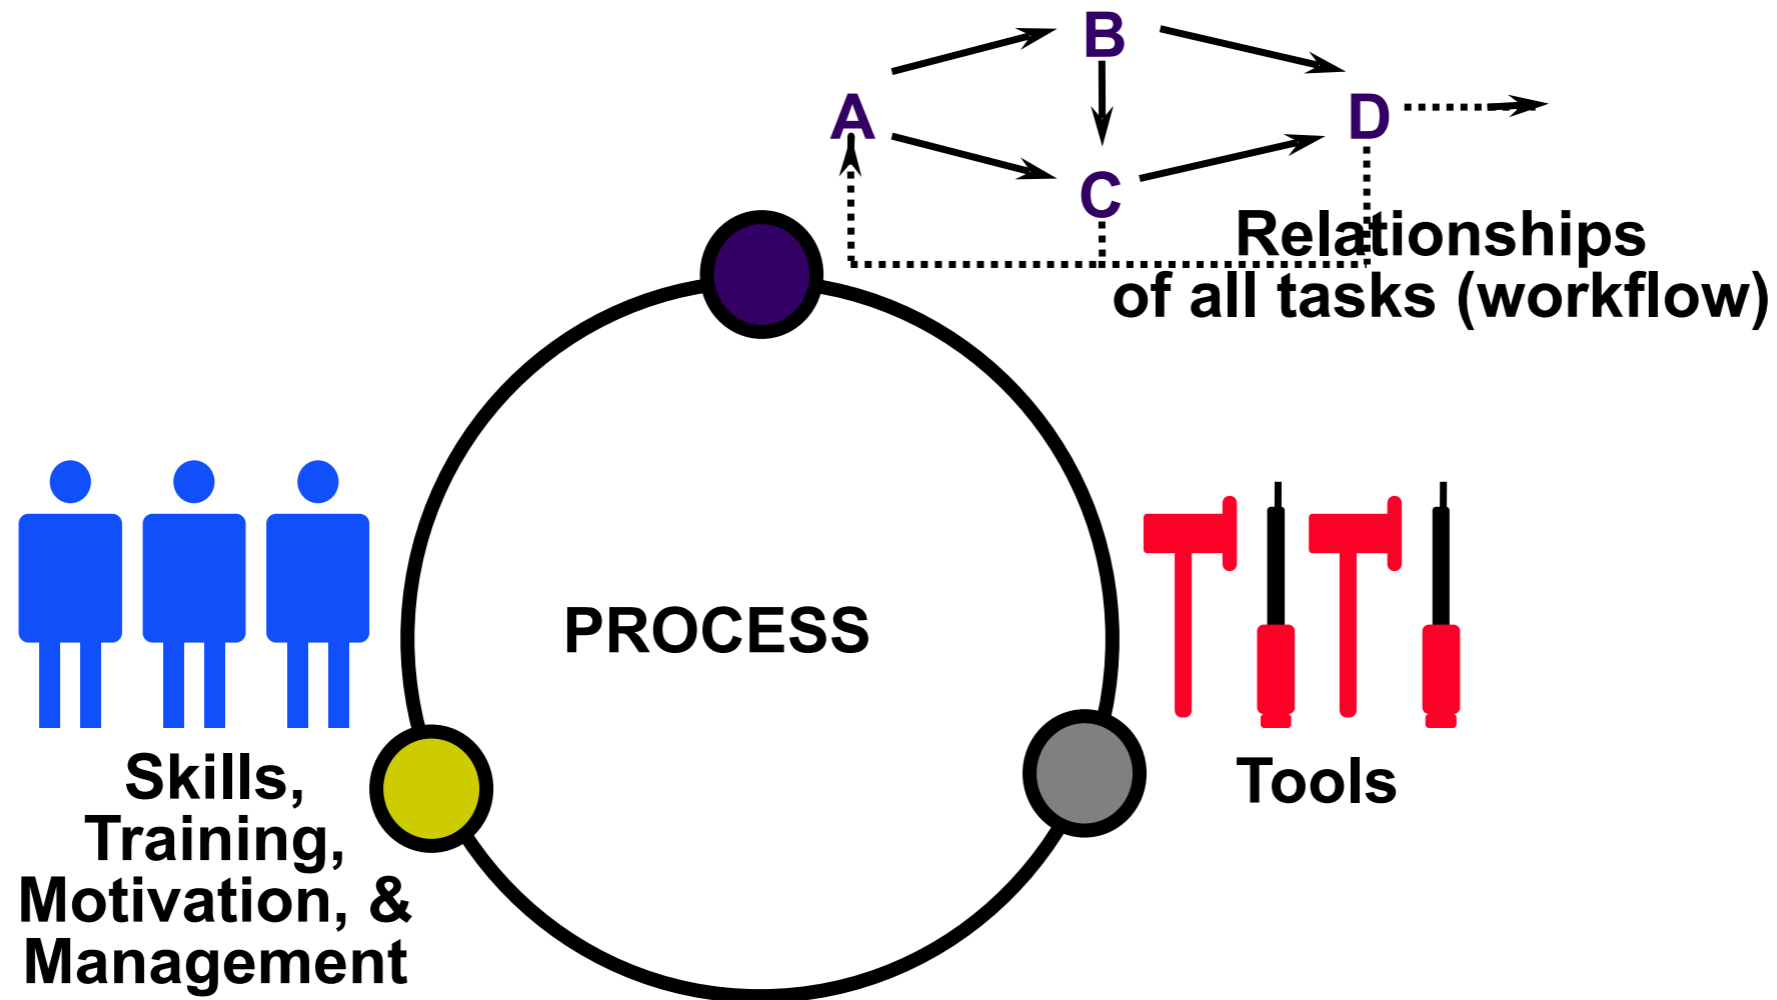 B
A
D
C
Relationships
of all tasks (workflow)
PROCESS
Skills,
Training,
Motivation, &
Management
Tools